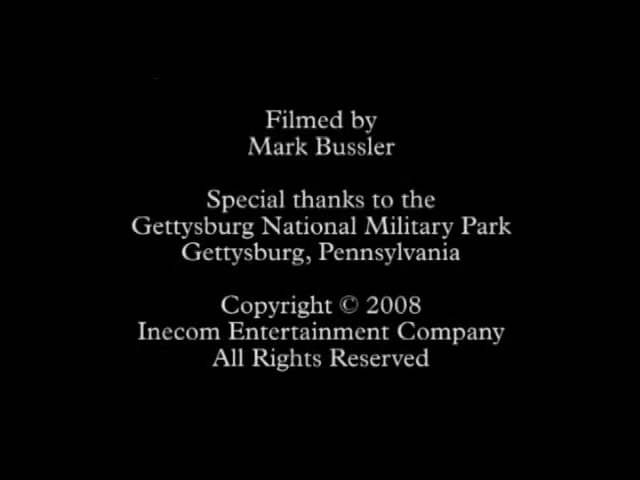 Filmed by
Mark Bussler
Special thanks to the
Gettysburg National Military Park
Gettysburg, Pennsylvania
Copyright © 2008
Inecom Entertainment Company
All Rights Reserved